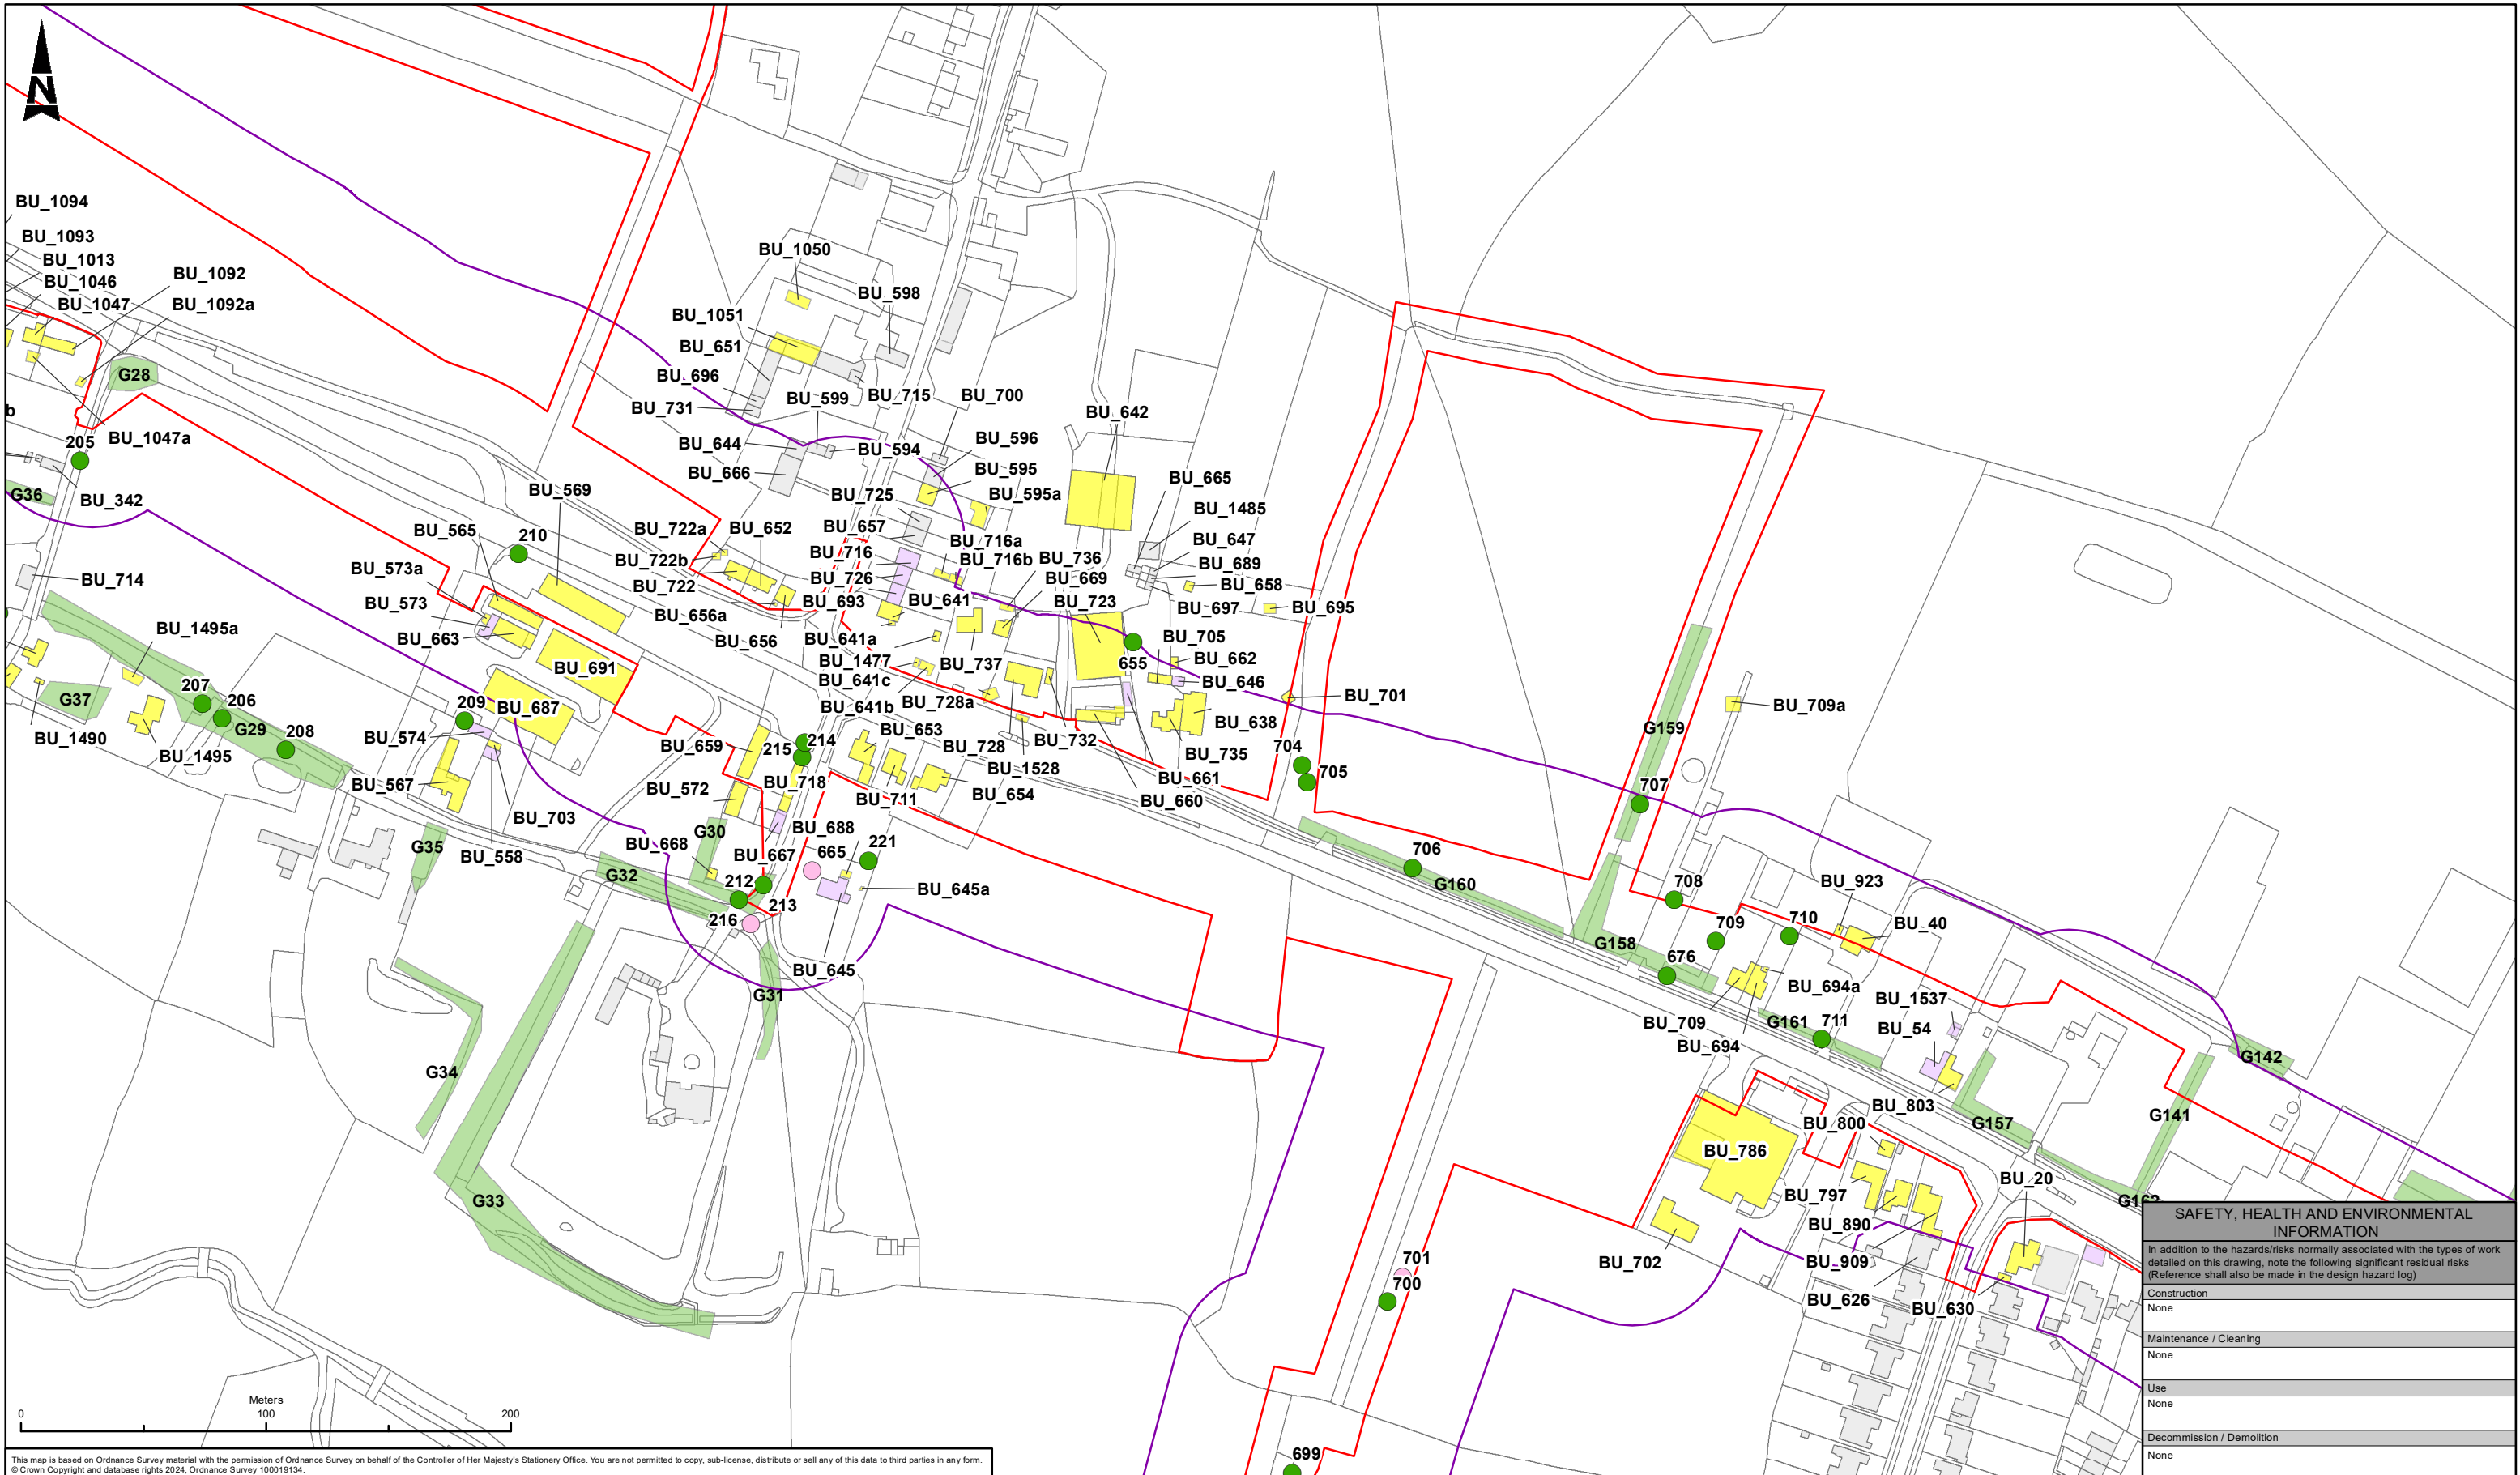 N
BU_1094
BU_1093
BU_1013
BU_1046
BU_1047
BU_1092
BU_1092a
G28
b
205
BU_1047a
G36
BU_342
BU_714
BU_1050
BU_598
BU_1051
BU_651
BU_696
BU_731
BU_599
BU_715
BU_700
BU_642
BU_644
BU_666
BU_594
BU_596
BU_595
BU_595a
BU_665
BU_725
BU_1485
BU_569
BU_565
210
BU_722a
BU_652
BU_657
BU_716a
BU_716
BU_716b
BU_736
BU_647
BU_722b
BU_722
BU_726
BU_669
BU_689
BU_658
BU_573a
BU_573
BU_663
BU_656a
BU_656
BU_693
BU_641
BU_723
BU_697
BU_695
BU_641a
BU_1477
BU_641c
BU_641b
BU_737
BU_728a
655
BU_705
BU_662
BU_646
BU_701
BU_691
BU_1495a
G37
207
206
G29
208
BU_1490
BU_1495
209
BU_687
BU_574
BU_567
BU_703
BU_558
G35
BU_659
215
214
BU_653
BU_728
BU_732
BU_638
BU_735
BU_1528
BU_572
BU_718
BU_711
BU_654
BU_661
BU_660
704
705
G30
BU_668
BU_688
BU_667
665
221
G32
212
213
216
BU_645a
BU_645
G31
G34
G33
BU_709a
G159
707
706
G160
708
BU_923
709
710
BU_40
G158
676
BU_694a
BU_1537
BU_709
G161
711
BU_54
BU_694
G142
BU_803
BU_800
G157
G141
BU_786
BU_797
BU_20
BU_890
BU_702
BU_909
BU_626
BU_630
701
700
699
G162
SAFETY, HEALTH AND ENVIRONMENTAL
INFORMATION
In addition to the hazards/risks normally associated with the types of work
detailed on this drawing, note the following significant residual risks
(Reference shall also be made in the design hazard log)
Construction
None
Maintenance / Cleaning
None
Use
None
Decommission / Demolition
None
Meters
0 100 200
This map is based on Ordnance Survey material with the permission of Ordnance Survey on behalf of the Controller of Her Majesty's Stationery Office. You are not permitted to copy, sub-license, distribute or sell any of this data to third parties in any form.
© Crown Copyright and database rights 2024, Ordnance Survey 100019134.